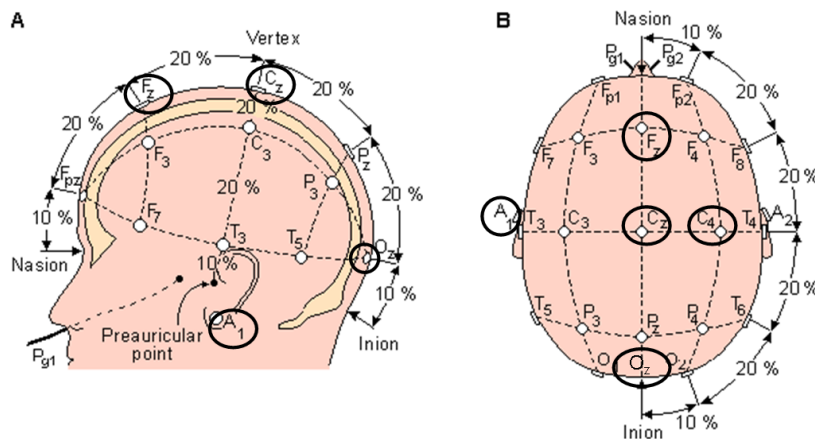 A
20 %
Vertex
20 %
Fz
Cz
20 %
20 %
20 %
F3
C3
Pz
Fpz
20 %
P3
20 %
10 %
F7
T3
T5
Oz
Nasion
10 %
10 %
A1
Preauricular
point
Inion
Pg1
B
Nasion
Pg1
Pg2
10 %
Fp1
Fp2
20 %
F7
F3
Fz
F4
F8
20 %
A1
T3
C3
Cz
C4
T4
A2
20 %
T5
P3
Pz
P4
T6
O
Oz
O2
20 %
10 %
Inion